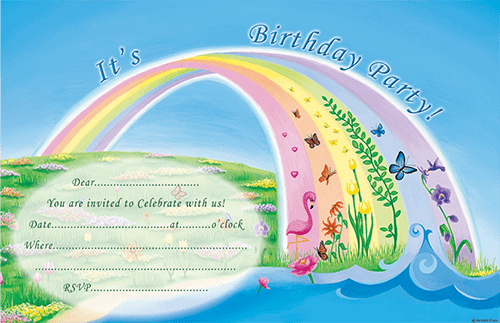 It's Birthday Party!
Dear..............................
You are invited to Celebrate with us!
Date..................................at.........o'clock
Where....................................................
...........................................................
RSVP...................................